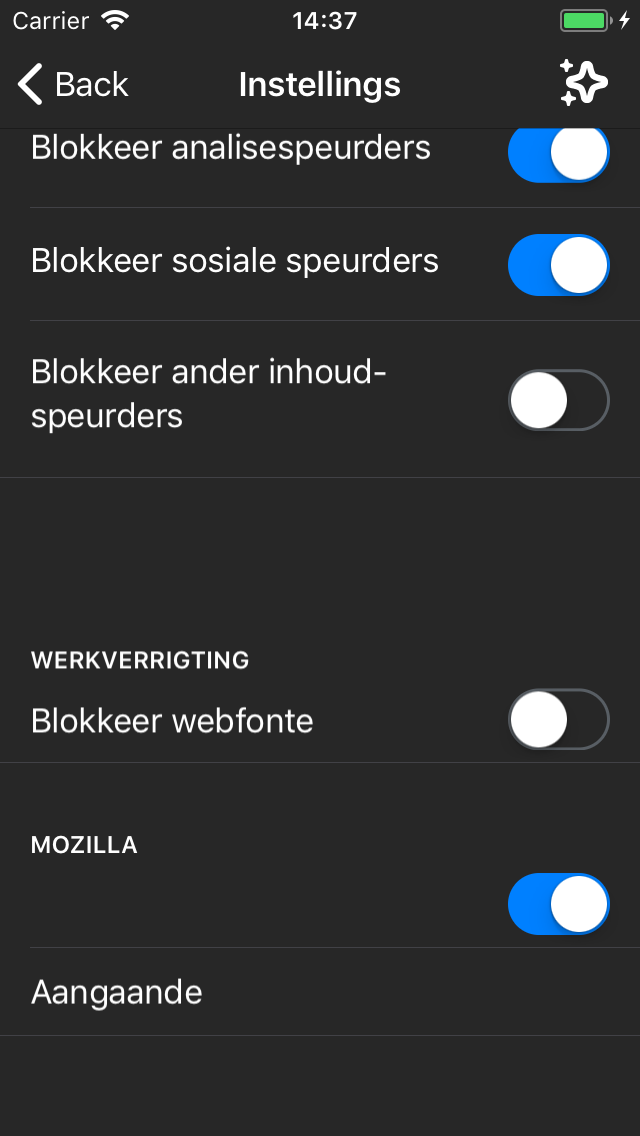 Carrier 14:37
Back Instellings
Blokkeer analisespeurders
Blokkeer sosiale speurders
Blokkeer ander inhoud-
speurders
WERKVERRIGTING
Blokkeer webfonte
MOZILLA
Aangaande